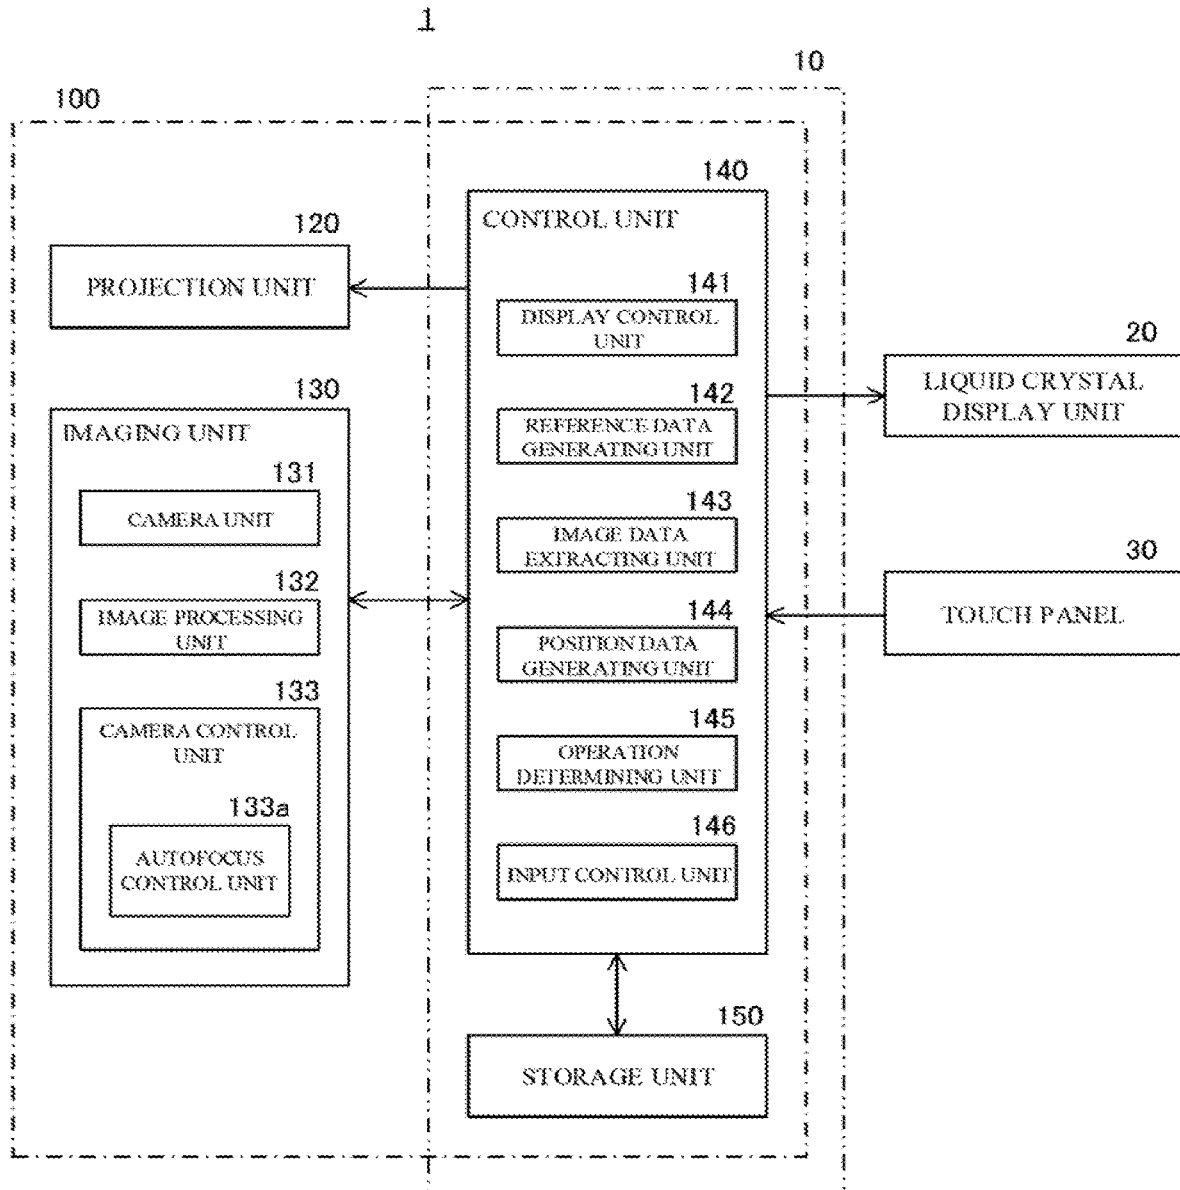 1
10
100
140
CONTROL UNIT
120
PROJECTION UNIT
141
DISPLAY CONTROL
UNIT
20
LIQUID CRYSTAL
DISPLAY UNIT
142
REFERENCE DATA
GENERATING UNIT
130
IMAGING UNIT
131
CAMERA UNIT
143
IMAGE DATA
EXTRACTING UNIT
30
TOUCH PANEL
132
IMAGE PROCESSING
UNIT
144
POSITION DATA
GENERATING UNIT
133
CAMERA CONTROL
UNIT
145
OPERATION
DETERMINING UNIT
133a
AUTOFOCUS
CONTROL UNIT
146
INPUT CONTROL UNIT
150
STORAGE UNIT